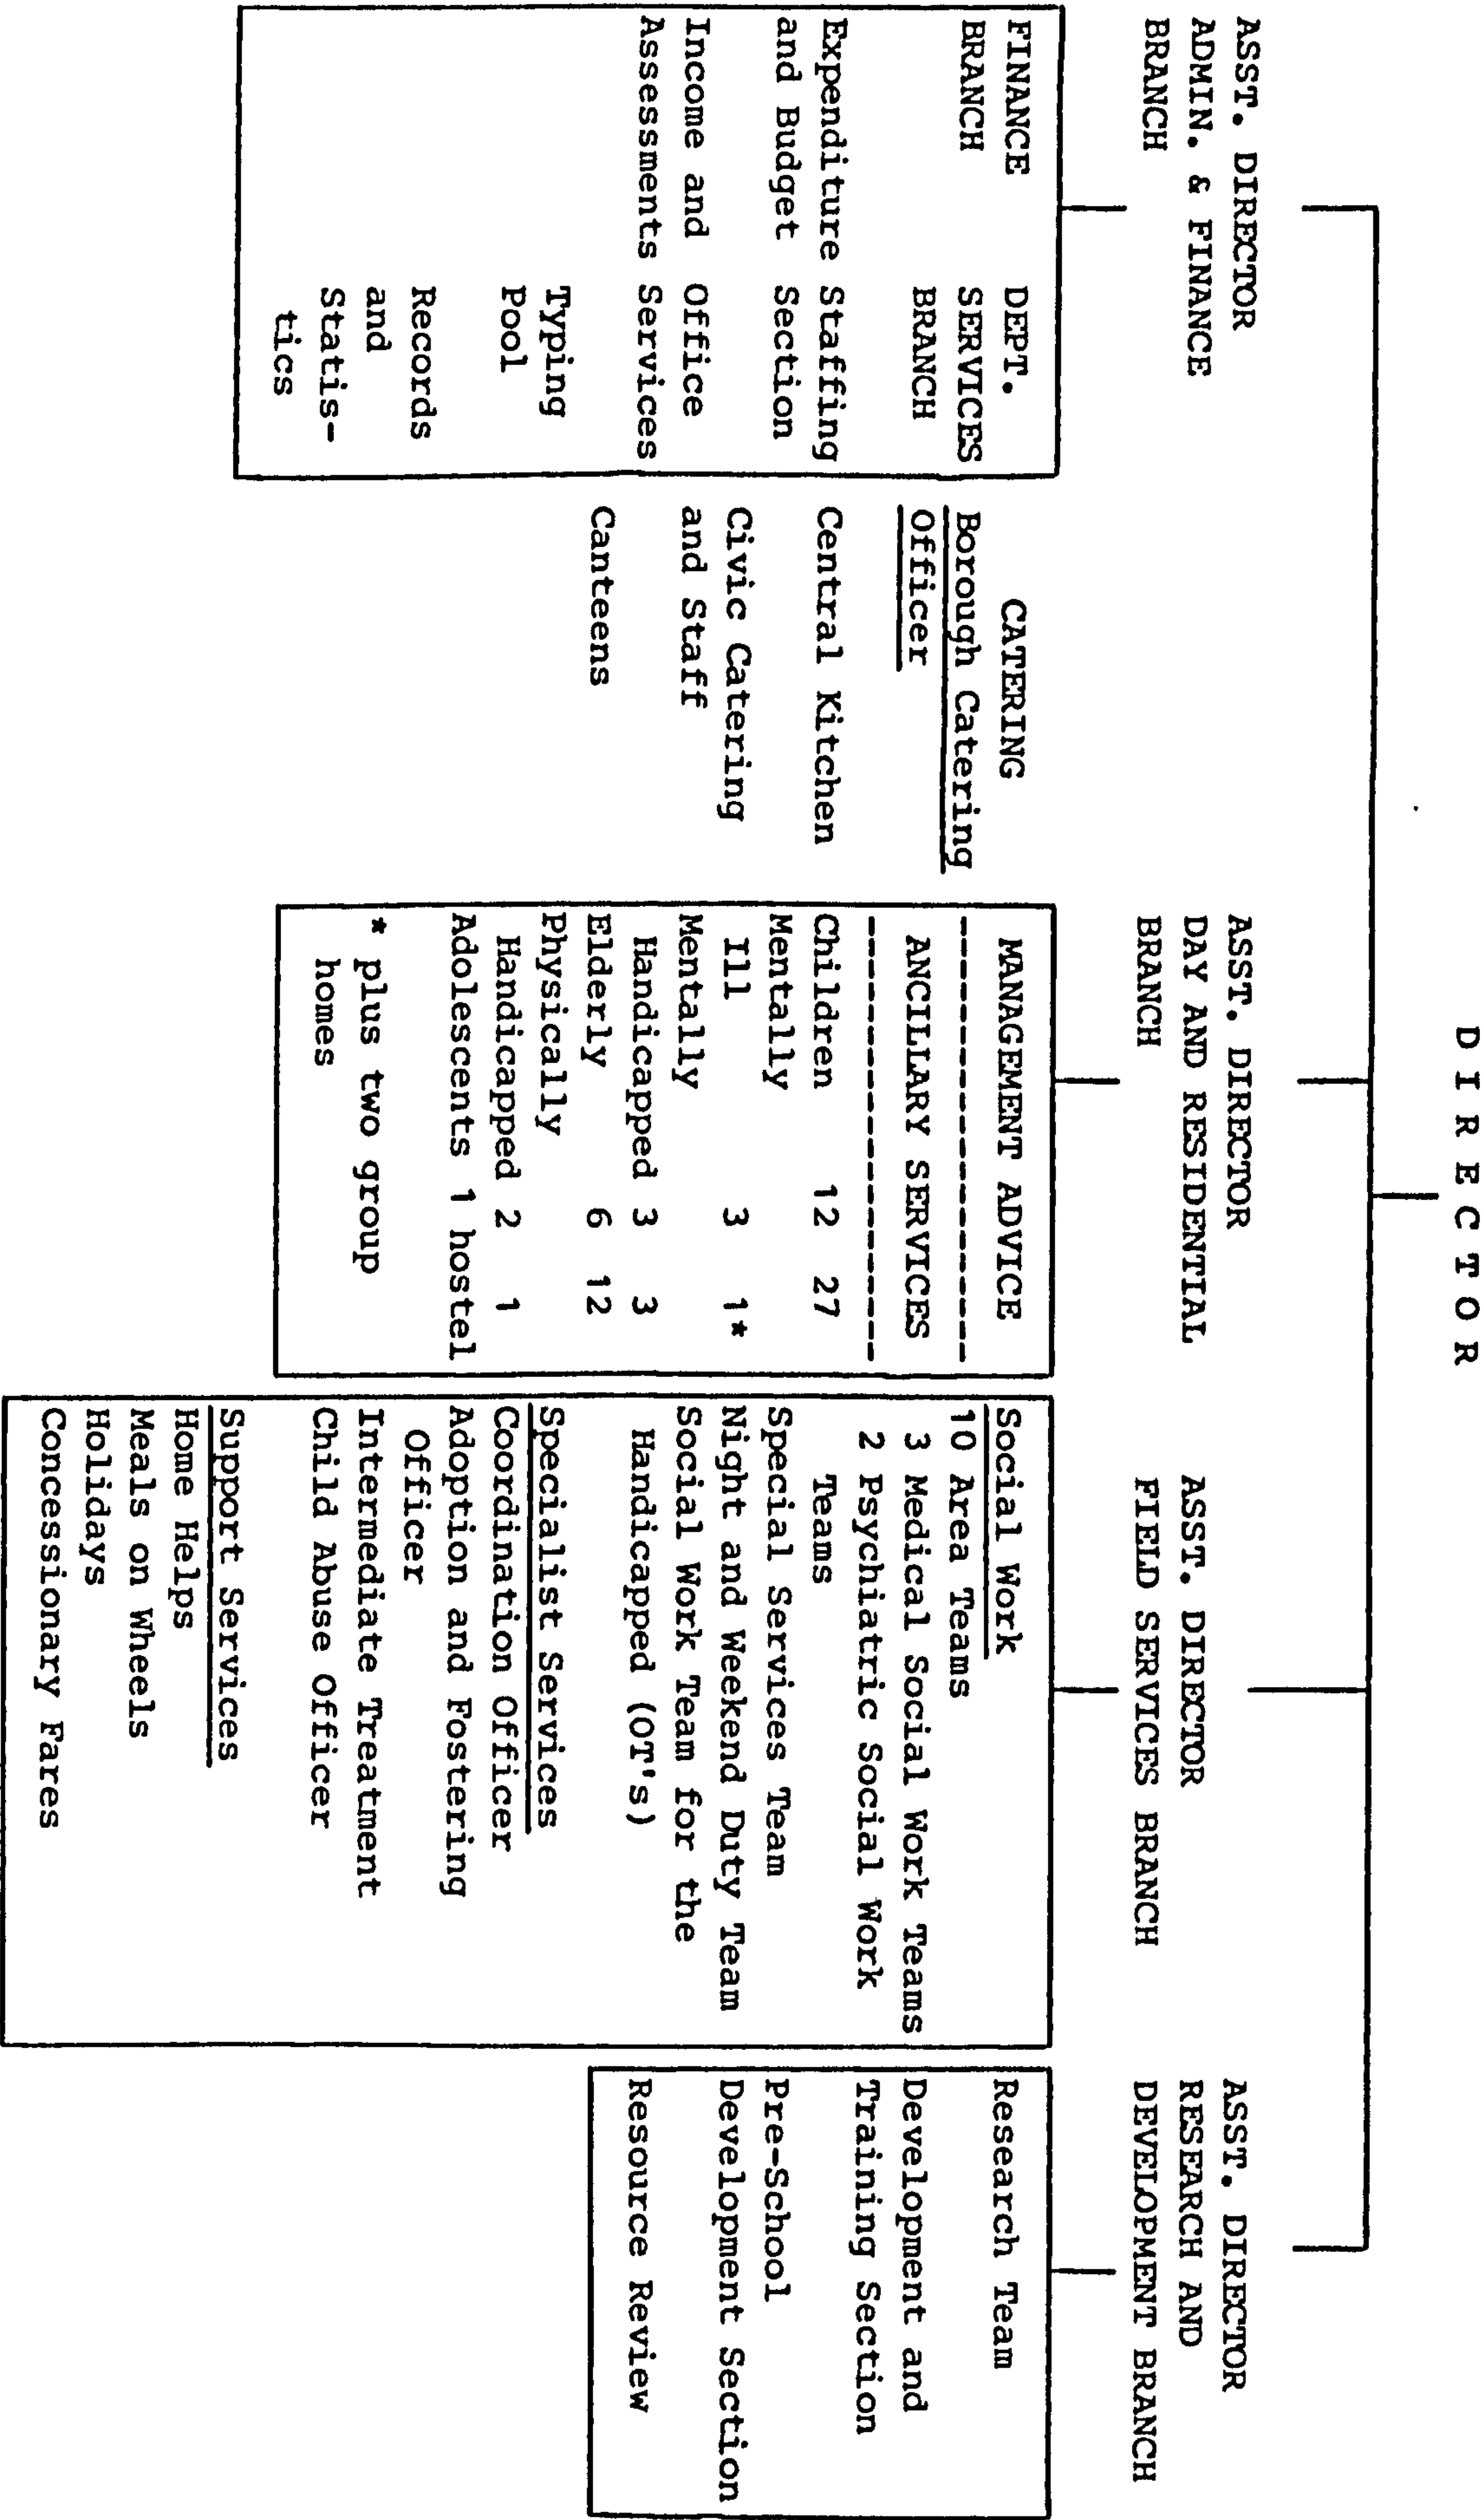 D I R E C T O R
ASST. DIRECTOR
ADMIN. & FINANCE
BRANCH
FINANCE
BRANCH
Expenditure
and Budget
Income and
Assessments
DEPT.
SERVICES
BRANCH
Staffing
Section
Office
Services
Typing
Pool
Records
and
Statis-
tics
CATERING
Borough Catering
Officer
Central Kitchen
Civic Catering
and Staff
Canteens
ASST. DIRECTOR
DAY AND RESIDENTIAL
BRANCH
MANAGEMENT ADVICE
ANCILLARY SERVICES
Children 12 27
Mentally
Ill 3 1*
Mentally
Handicapped 3 3
Elderly 6 12
Physically
Handicapped 2 1
Adolescents 1 hostel
* plus two group
homes
ASST. DIRECTOR
FIELD SERVICES BRANCH
Social Work
10 Area Teams
3 Medical Social Work Teams
2 Psychiatric Social Work
Teams
Special Services Team
Night and Weekend Duty Team
Social Work Team for the
Handicapped (OT's)
Specialist Services
Coordination Officer
Adoption and Fostering
Officer
Intermediate Treatment
Child Abuse Officer
Support Services
Home Helps
Meals on Wheels
Holidays
Concessionary Fares
ASST. DIRECTOR
RESEARCH AND
DEVELOPMENT BRANCH
Research Team
Development and
Training Section
Pre-School
Development Section
Resource Review